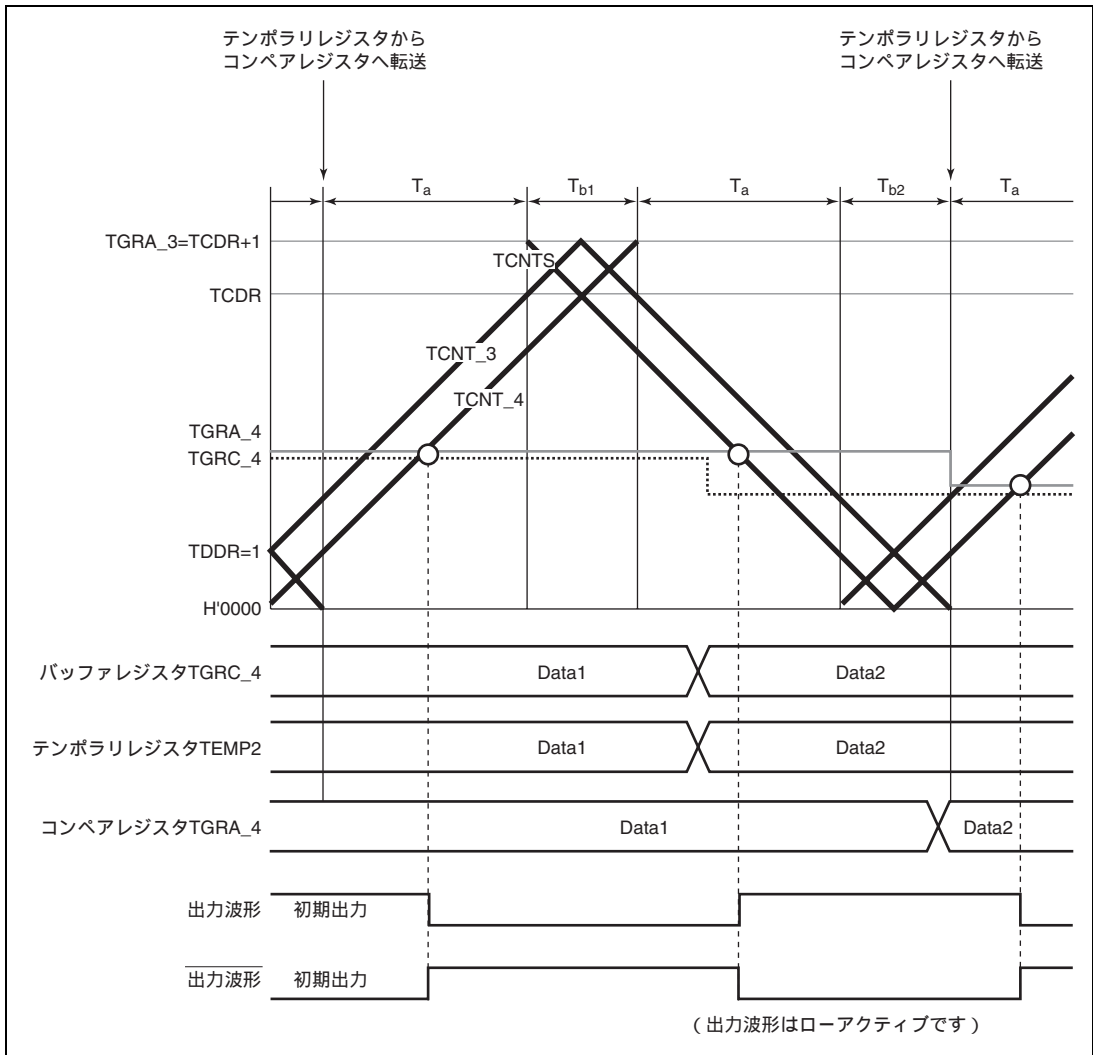 テンポラリレジスタから
コンペアレジスタへ転送
テンポラリレジスタから
コンペアレジスタへ転送
Ta
Tb1
Ta
Tb2
Ta
TGRA_3=TCDR+1
TCNTS
TCDR
TCNT_3
TCNT_4
TGRA_4
TGRC_4
TDDR=1
H'0000
バッファレジスタTGRC_4
Data1
Data2
テンポラリレジスタTEMP2
Data1
Data2
コンペアレジスタTGRA_4
Data1
Data2
出力波形
初期出力
出力波形
初期出力
（出力波形はローアクティブです）